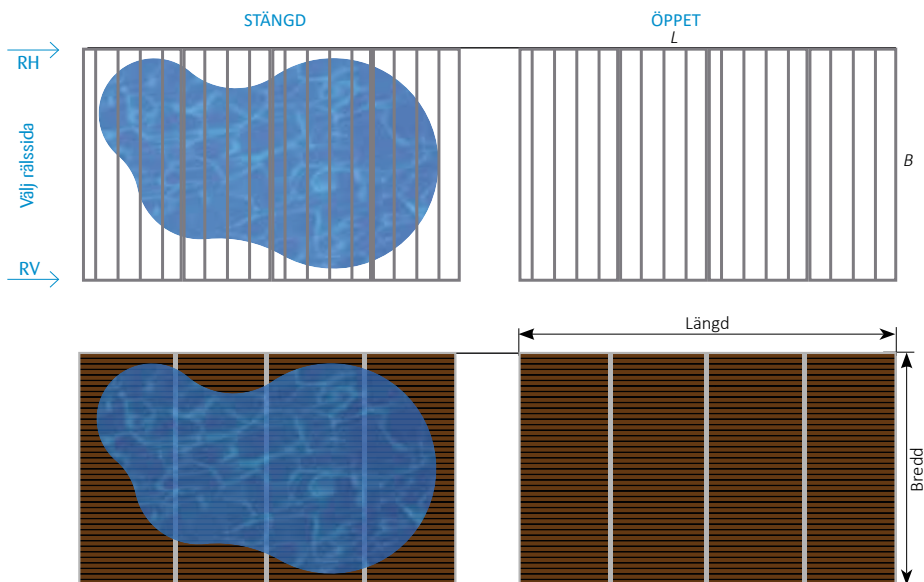 STÄNGD
ÖPPET
L
RH
Välj rälssida
B
RV
Längd
Bredd